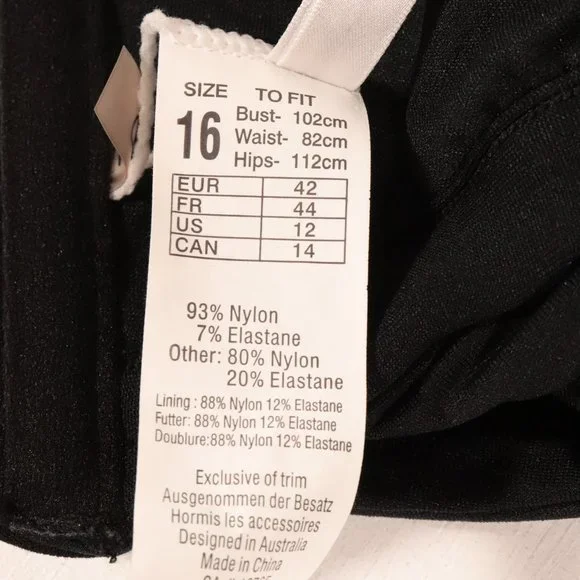 SIZE TO FIT
16 Bust- 102cm
Waist- 82cm
Hips- 112cm
EUR 42
FR 44
US 12
CAN 14
93% Nylon
7% Elastane
Other: 80% Nylon
20% Elastane
Lining : 88% Nylon 12% Elastane
Futter: 88% Nylon 12% Elastane
Doublure:88% Nylon 12% Elastane
Exclusive of trim
Ausgenommen der Besatz
Hormis les accessoires
Designed in Australia
Made in China